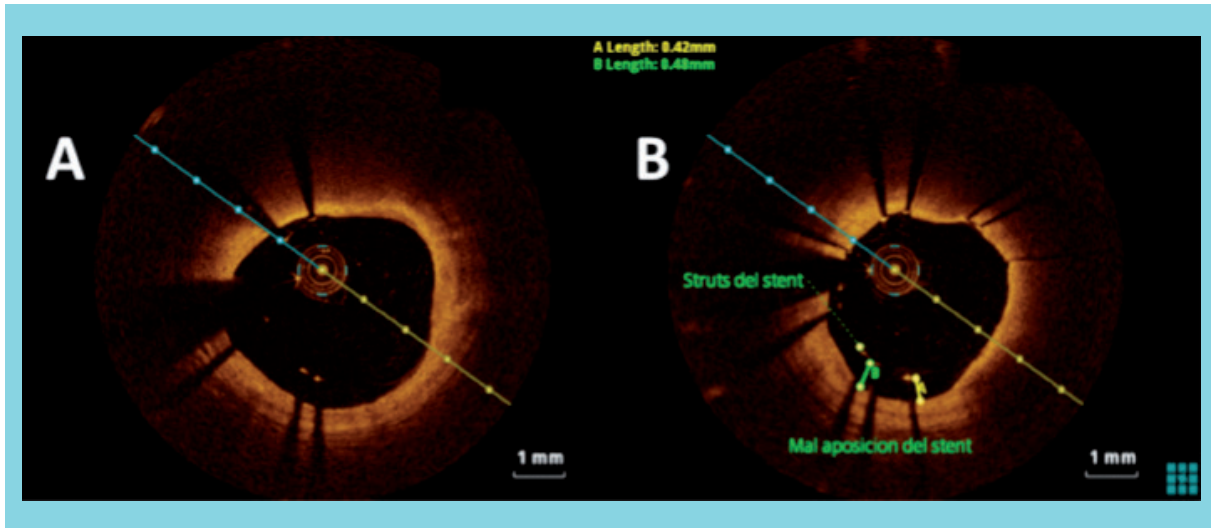 A Length: 0.42mm
B Length: 0.48mm
A
B
Struts del stent
B
A
Mal aposicion del stent
1 mm
1 mm